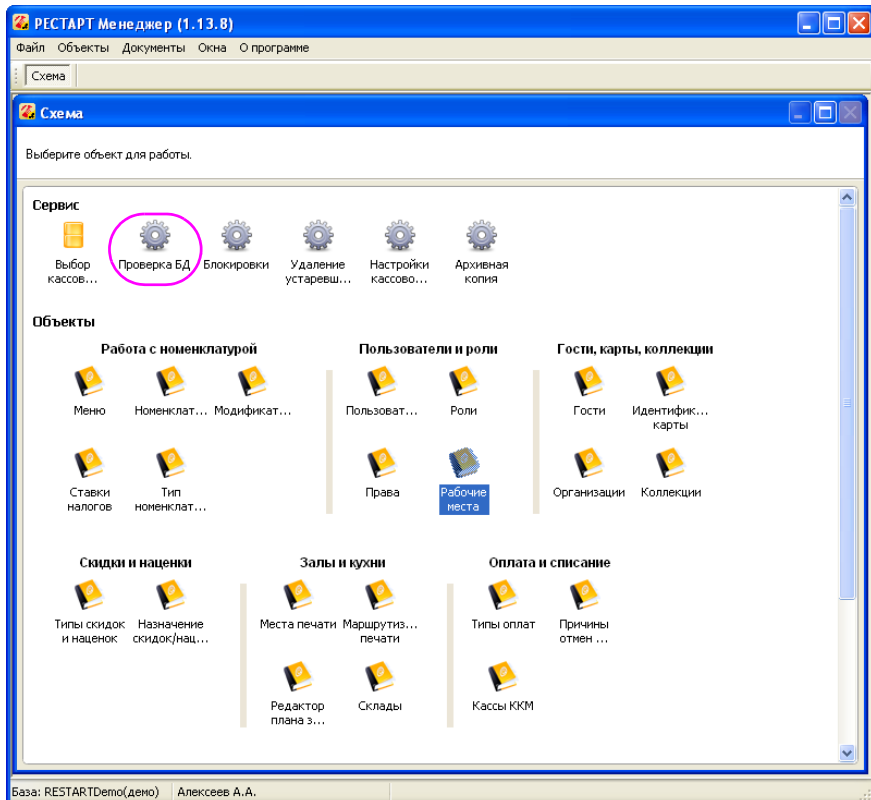 РЕСТАРТ Менеджер (1.13.8)
Файл Объекты Документы Окна О программе
Схема
Схема
Выберите объект для работы.
Сервис
Выбор кассов...
Проверка БД
Блокировки
Удаление устаревш...
Настройки кассово...
Архивная копия
Объекты
Работа с номенклатурой
Меню
Номенклат...
Модификат...
Ставки налогов
Тип номенклат...
Пользователи и роли
Пользоват...
Роли
Права
Рабочие места
Гости, карты, коллекции
Гости
Идентифик... карты
Организации
Коллекции
Скидки и наценки
Типы скидок и наценок
Назначение скидок/нац...
Залы и кухни
Места печати
Маршрутиз... печати
Редактор плана з...
Склады
Оплата и списание
Типы оплат
Причины отмен ...
Кассы ККМ
База: RESTARTDemo(демо) Алексеев А.А.